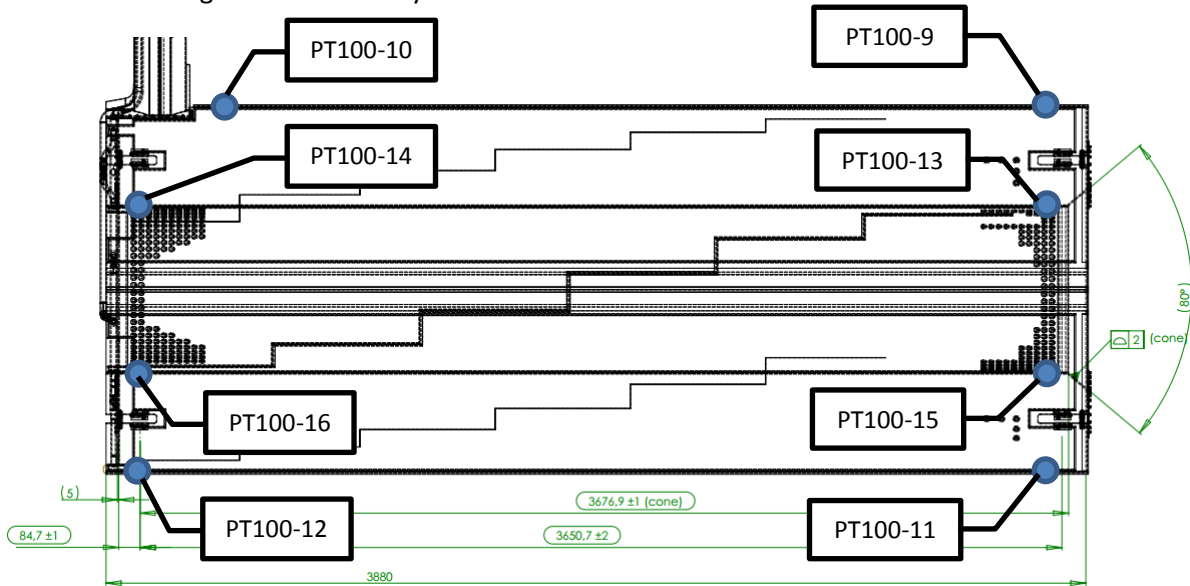 PT100-10
PT100-9
PT100-14
PT100-13
(80°)
2 (cone)
PT100-16
PT100-15
(5)
3676,9 ±1 (cone)
84,7 ±1
PT100-12
3650,7 ±2
PT100-11
3880